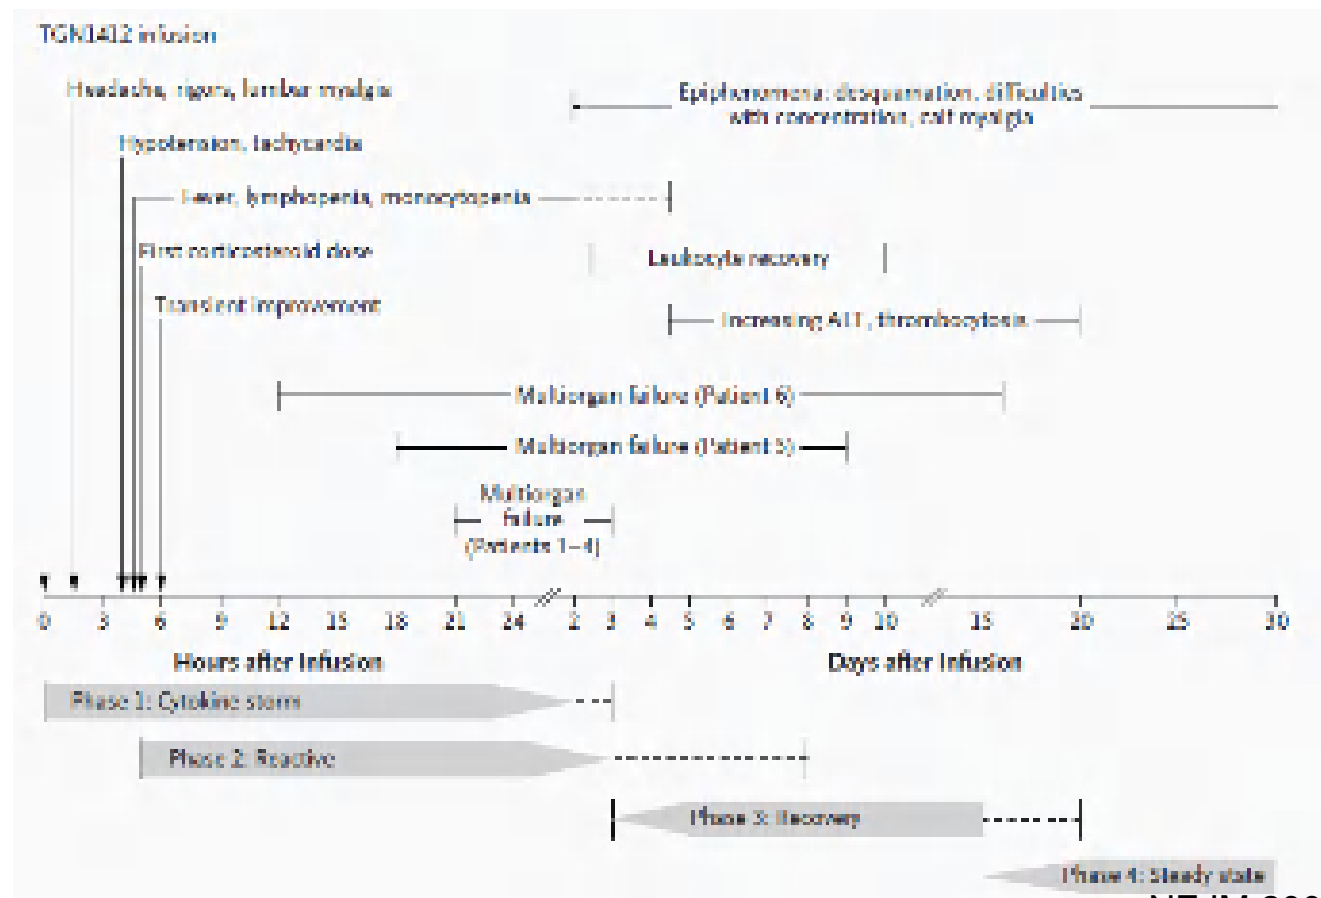 TGN1412 infusion
Headache, rigors, lumbar myalgia
Epiphenomena: desquamation, difficulties
with concentration, calf myalgia
Hypotension, tachycardia
Fever, lymphopenia, monocytopenia
First corticosteroid dose
Leukocyte recovery
Transient improvement
Increasing ALT, thrombocytosis
Multiorgan failure (Patient 6)
Multiorgan failure (Patient 5)
Multiorgan
failure
(Patients 1–4)
0 3 6 9 12 15 18 21 24 2 3 4 5 6 7 8 9 10 15 20 25 30
Hours after Infusion Days after Infusion
Phase 1: Cytokine storm
Phase 2: Reactive
Phase 3: Recovery
Phase 4: Steady state